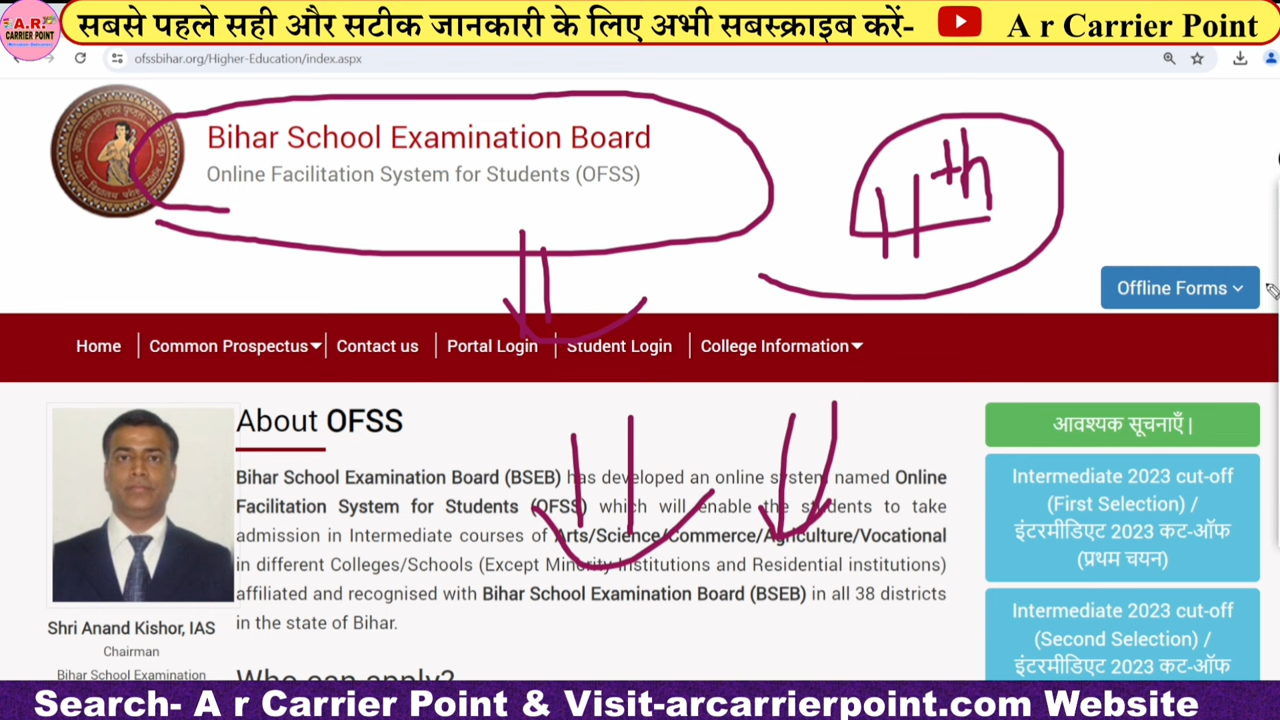 A.R.
CARRIER POINT
सबसे पहले सही और सटीक जानकारी के लिए अभी सबस्क्राइब करें-
A r Carrier Point
ofssbihar.org/Higher-Education/index.aspx
Bihar School Examination Board
Online Facilitation System for Students (OFSS)
11th
Offline Forms
Home
Common Prospectus
Contact us
Portal Login
Student Login
College Information
About OFSS
Bihar School Examination Board (BSEB) has developed an online system named Online
Facilitation System for Students (OFSS) which will enable the students to take
admission in Intermediate courses of Arts/Science/Commerce/Agriculture/Vocational
in different Colleges/Schools (Except Minority Institutions and Residential institutions)
affiliated and recognised with Bihar School Examination Board (BSEB) in all 38 districts
in the state of Bihar.
Who can apply?
Shri Anand Kishor, IAS
Chairman
Bihar School Examination
आवश्यक सूचनाएँ |
Intermediate 2023 cut-off
(First Selection) /
इंटरमीडिएट 2023 कट-ऑफ
(प्रथम चयन)
Intermediate 2023 cut-off
(Second Selection) /
इंटरमीडिएट 2023 कट-ऑफ
Search- A r Carrier Point & Visit-arcarrierpoint.com Website